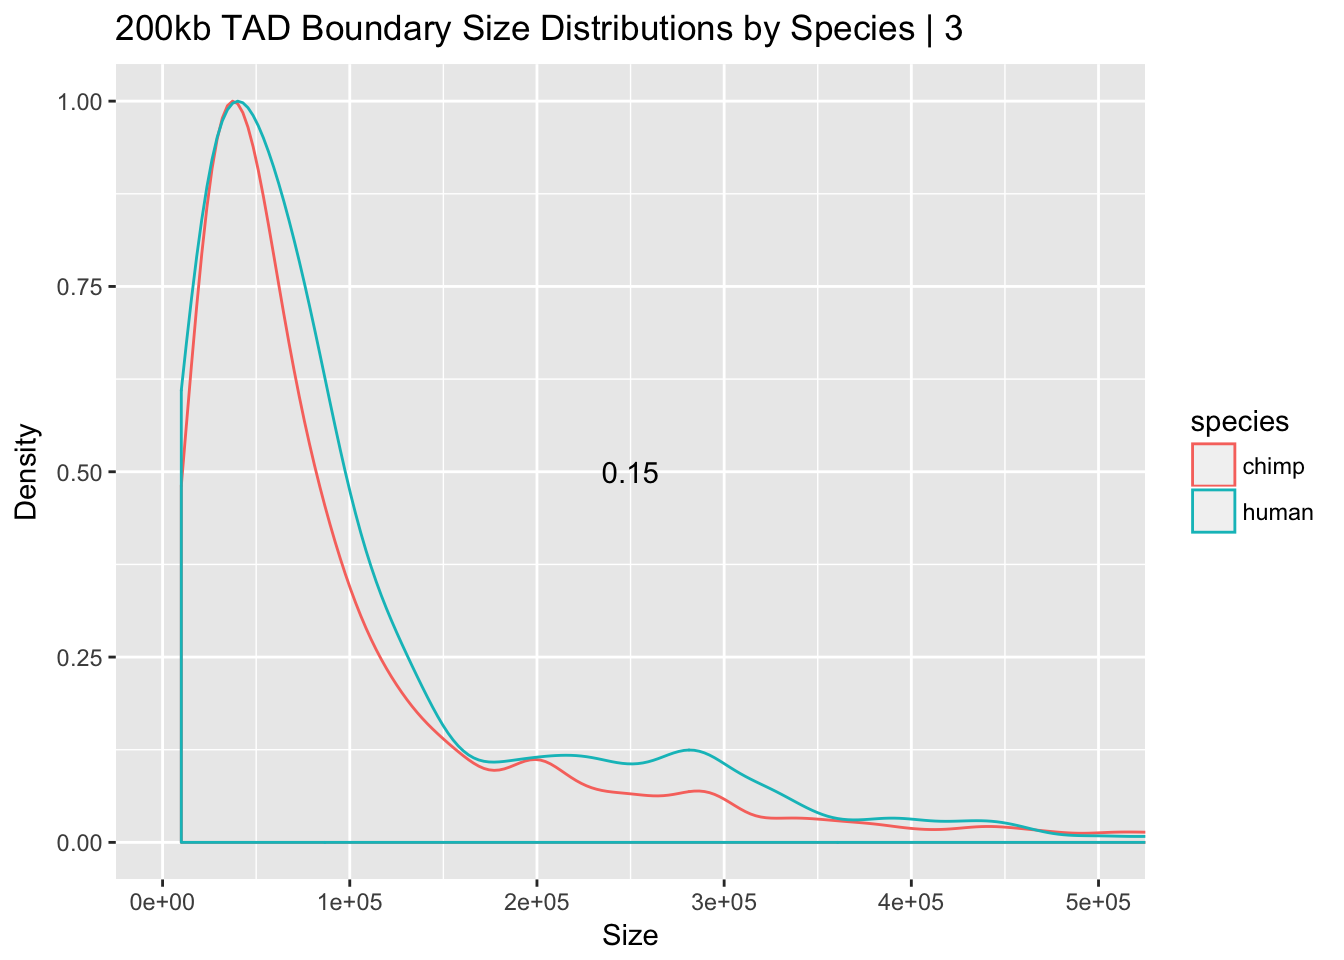 200kb TAD Boundary Size Distributions by Species | 3
1.00
0.75
0.50
0.25
0.00
Density
0.15
0e+00
1e+05
2e+05
3e+05
4e+05
5e+05
Size
species
chimp
human